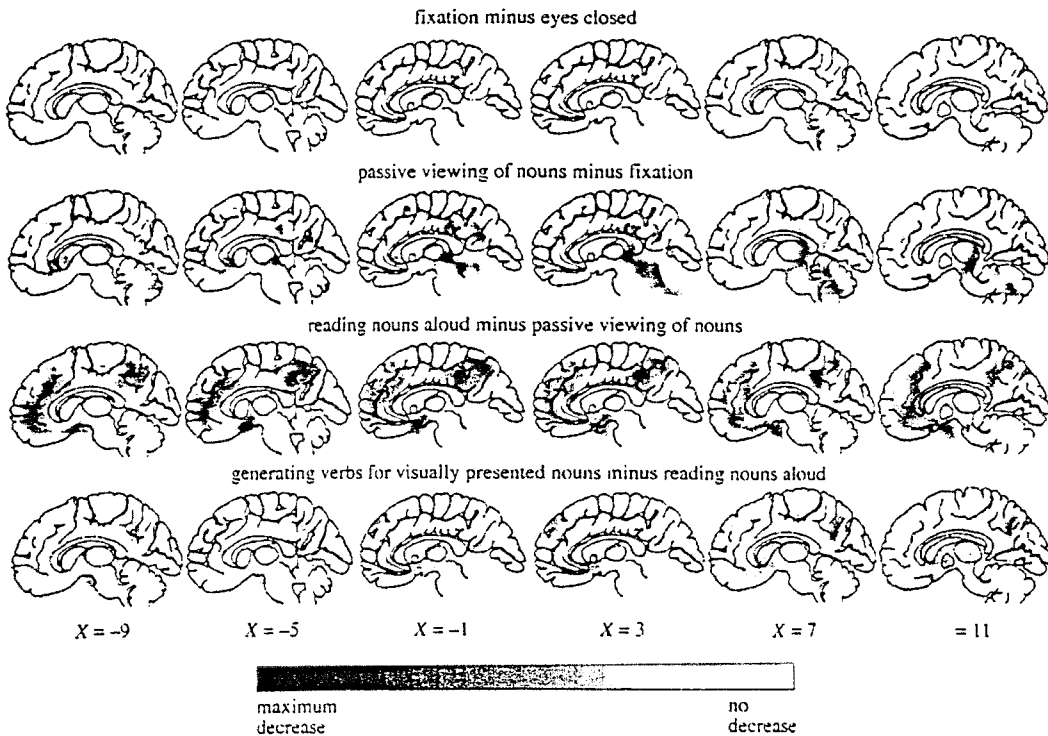 fixation minus eyes closed
passive viewing of nouns minus fixation
reading nouns aloud minus passive viewing of nouns
generating verbs for visually presented nouns minus reading nouns aloud
X = –9 X = –5 X = –1 X = 3 X = 7 = 11
maximum decrease
no decrease